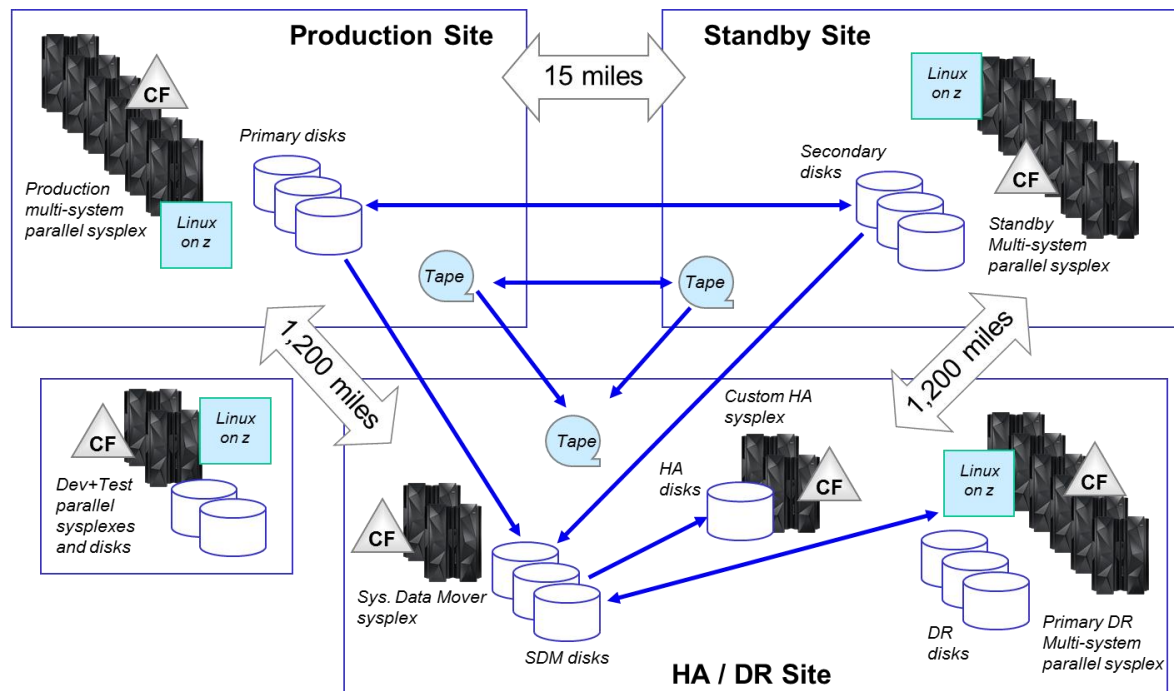 Production Site
Standby Site
15 miles
CF
Primary disks
Production
multi-system
parallel sysplex
Linux
on z
Linux
on z
Secondary
disks
CF
Standby
Multi-system
parallel sysplex
Tape
Tape
1,200 miles
1,200 miles
CF
Linux
on z
Dev+Test
parallel
sysplexes
and disks
Tape
Custom HA
sysplex
HA
disks
CF
Linux
on z
CF
CF
Sys. Data Mover
sysplex
SDM disks
DR
disks
Primary DR
Multi-system
parallel sysplex
HA / DR Site